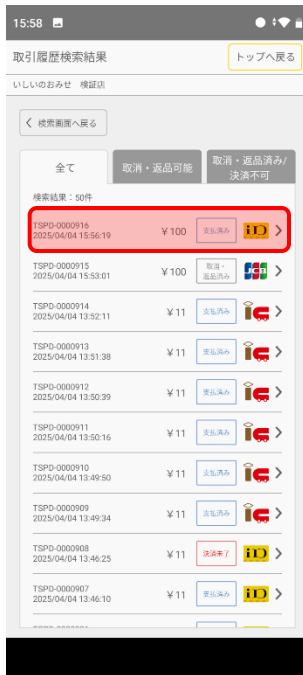 15:58
取引履歴検索結果
トップへ戻る
いしいのおみせ 検証店
検索画面へ戻る
全て
取消・返品可能
取消・返品済み/
決済不可
検索結果：50件
TSPD-0000916
2025/04/04 15:56:19
¥100
支払済み
iD
TSPD-0000915
2025/04/04 15:53:01
¥100
取消・
返品済み
JCB
TSPD-0000914
2025/04/04 13:52:11
¥11
支払済み
TSPD-0000913
2025/04/04 13:51:38
¥11
支払済み
TSPD-0000912
2025/04/04 13:50:39
¥11
支払済み
TSPD-0000911
2025/04/04 13:50:16
¥11
支払済み
TSPD-0000910
2025/04/04 13:49:50
¥11
支払済み
TSPD-0000909
2025/04/04 13:49:34
¥11
支払済み
TSPD-0000908
2025/04/04 13:46:25
¥11
決済未了
iD
TSPD-0000907
2025/04/04 13:46:10
¥11
支払済み
iD